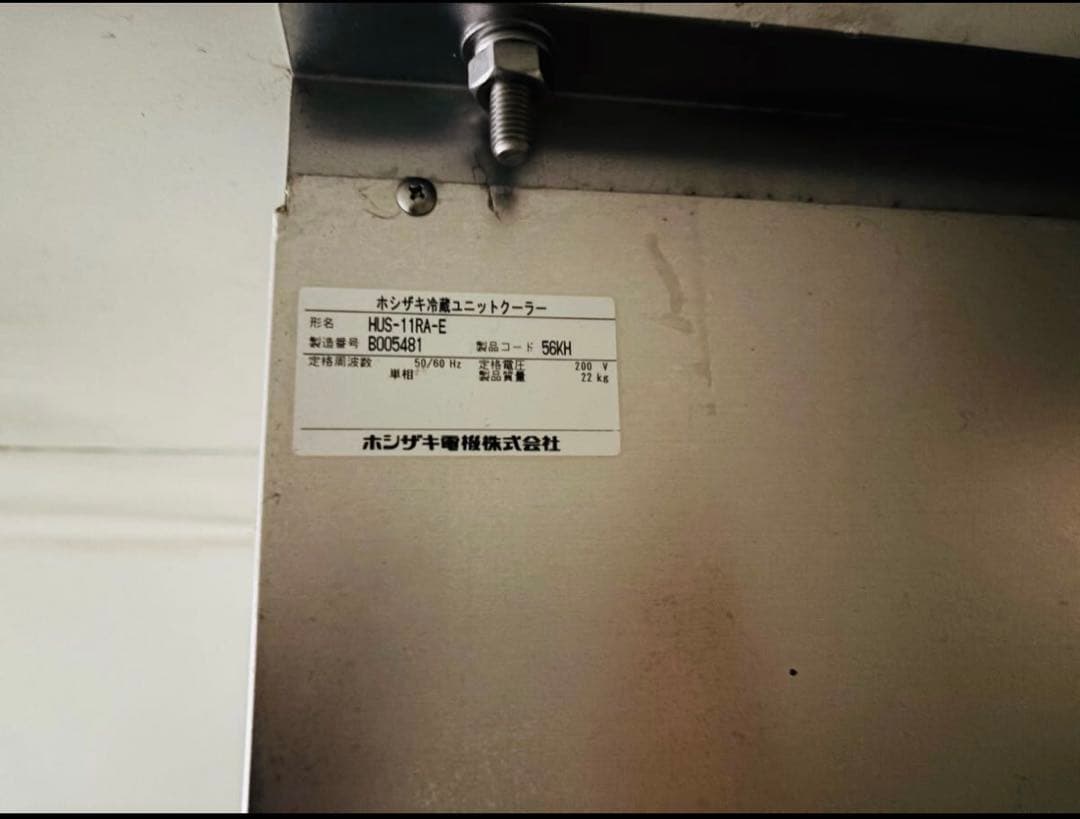 ホシザキ冷蔵ユニットクーラー
形名 HUS-11RA-E
製造番号 B005481 製品コード 56KH
定格周波数 50/60 Hz 定格電圧 200 V
単相 製品質量 22 kg
ホシザキ電機株式会社